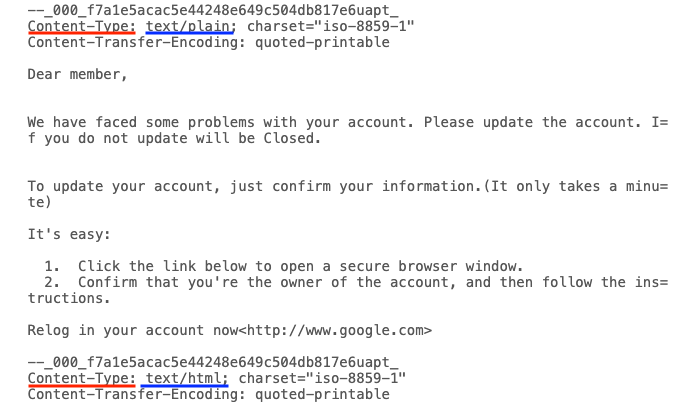 --_000_f7a1e5acac5e44248e649c504db817e6uapt_
Content-Type: text/plain; charset="iso-8859-1"
Content-Transfer-Encoding: quoted-printable
Dear member,
We have faced some problems with your account. Please update the account. I=
f you do not update will be Closed.
To update your account, just confirm your information.(It only takes a minu=
te)
It's easy:
1.  Click the link below to open a secure browser window.
2.  Confirm that you're the owner of the account, and then follow the ins=
tructions.
Relog in your account now<http://www.google.com>
--_000_f7a1e5acac5e44248e649c504db817e6uapt_
Content-Type: text/html; charset="iso-8859-1"
Content-Transfer-Encoding: quoted-printable